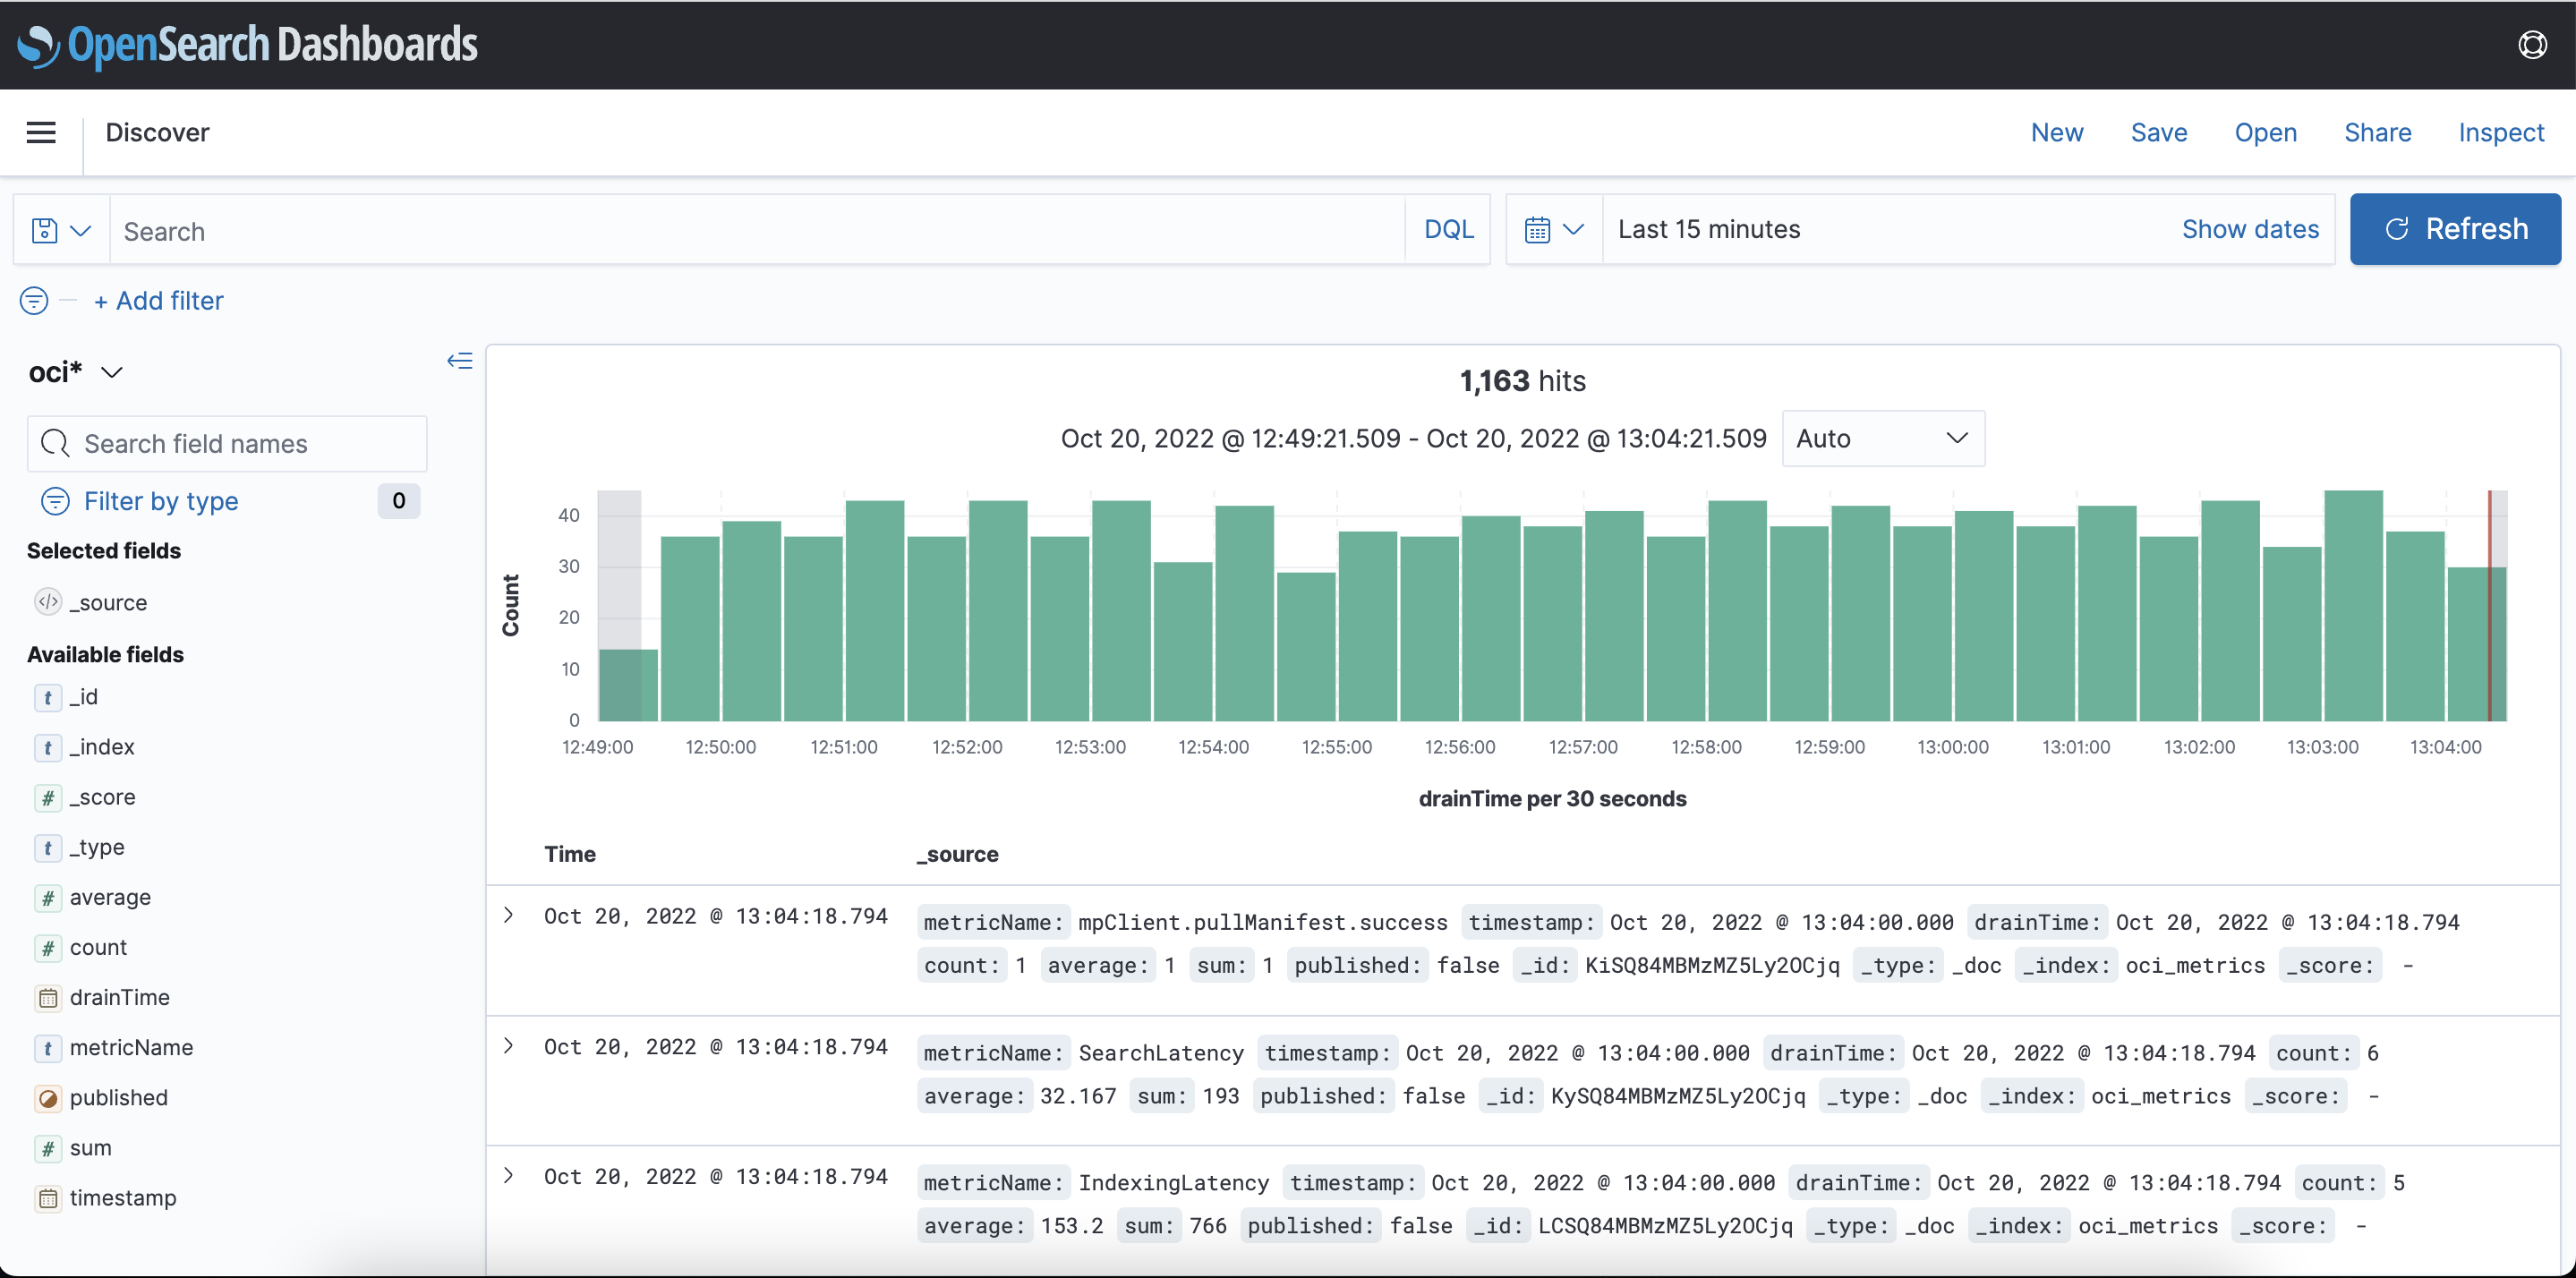 OpenSearch Dashboards
Discover
New Save Open Share Inspect
Search DQL Last 15 minutes Show dates Refresh
+ Add filter
oci*
Search field names
Filter by type 0
Selected fields
_source
Available fields
_id
_index
_score
_type
average
count
drainTime
metricName
published
sum
timestamp
1,163 hits
Oct 20, 2022 @ 12:49:21.509 - Oct 20, 2022 @ 13:04:21.509 Auto
Count
40
30
20
10
0
12:49:00 12:50:00 12:51:00 12:52:00 12:53:00 12:54:00 12:55:00 12:56:00 12:57:00 12:58:00 12:59:00 13:00:00 13:01:00 13:02:00 13:03:00 13:04:00
drainTime per 30 seconds
Time _source
Oct 20, 2022 @ 13:04:18.794 metricName: mpClient.pullManifest.success timestamp: Oct 20, 2022 @ 13:04:00.000 drainTime: Oct 20, 2022 @ 13:04:18.794
count: 1 average: 1 sum: 1 published: false _id: KiSQ84MBMzMZ5Ly2OCjq _type: _doc _index: oci_metrics _score: -
Oct 20, 2022 @ 13:04:18.794 metricName: SearchLatency timestamp: Oct 20, 2022 @ 13:04:00.000 drainTime: Oct 20, 2022 @ 13:04:18.794 count: 6
average: 32.167 sum: 193 published: false _id: KySQ84MBMzMZ5Ly2OCjq _type: _doc _index: oci_metrics _score: -
Oct 20, 2022 @ 13:04:18.794 metricName: IndexingLatency timestamp: Oct 20, 2022 @ 13:04:00.000 drainTime: Oct 20, 2022 @ 13:04:18.794 count: 5
average: 153.2 sum: 766 published: false _id: LCSQ84MBMzMZ5Ly2OCjq _type: _doc _index: oci_metrics _score: -